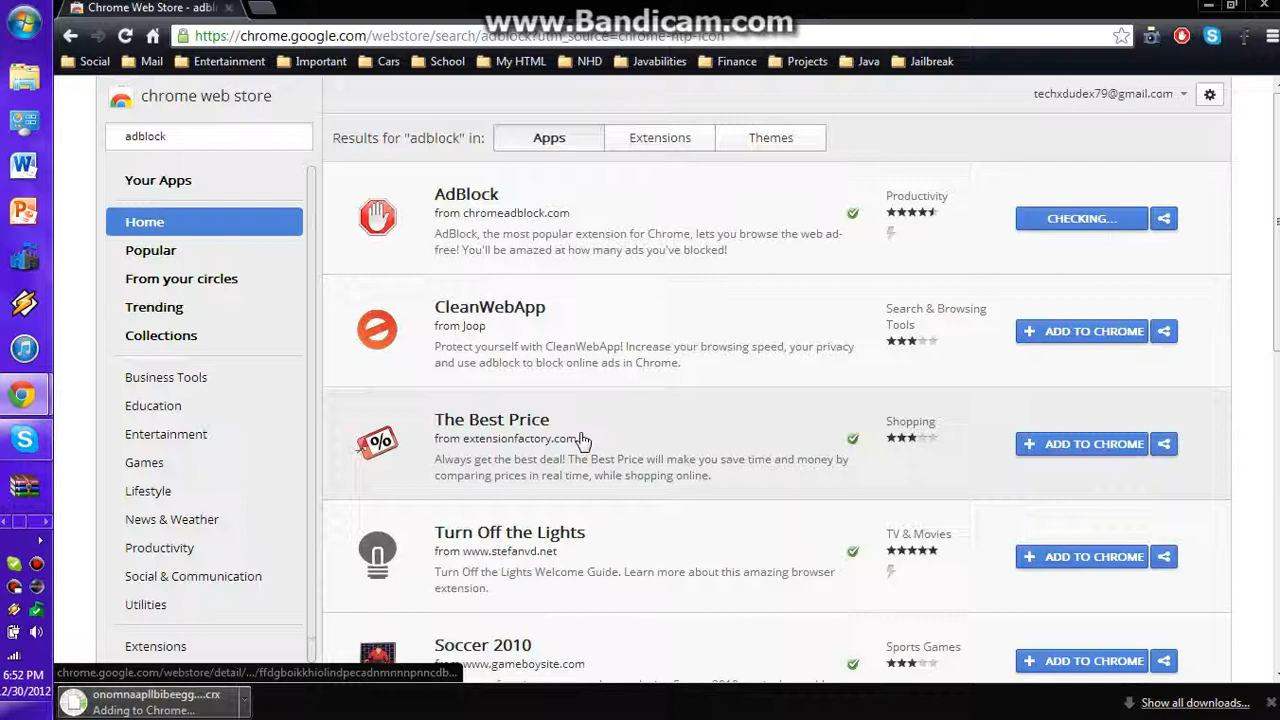 Chrome Web Store - adbl
www.Bandicam.com
https://chrome.google.com/webstore/search/adblock?utm_source=chrome-ntp-icon
Social Mail Entertainment Important Cars School My HTML NHD Javabilities Finance Projects Java Jailbreak
chrome web store
techxdudex79@gmail.com
adblock
Results for "adblock" in: Apps Extensions Themes
Your Apps
Home
Popular
From your circles
Trending
Collections
Business Tools
Education
Entertainment
Games
Lifestyle
News & Weather
Productivity
Social & Communication
Utilities
Extensions
AdBlock
from chromeadblock.com
AdBlock, the most popular extension for Chrome, lets you browse the web ad-
free! You'll be amazed at how many ads you've blocked!
Productivity
CHECKING...
CleanWebApp
from Joop
Protect yourself with CleanWebApp! Increase your browsing speed, your privacy
and use adblock to block online ads in Chrome.
Search & Browsing
Tools
ADD TO CHROME
The Best Price
from extensionfactory.com
Always get the best deal! The Best Price will make you save time and money by
comparing prices in real time, while shopping online.
Shopping
ADD TO CHROME
Turn Off the Lights
from www.stefanvd.net
Turn Off the Lights Welcome Guide. Learn more about this amazing browser
extension.
TV & Movies
ADD TO CHROME
Soccer 2010
from www.gameboysite.com
Sports Games
ADD TO CHROME
chrome.google.com/webstore/detail/.../ffdgboikkhiolindpecadnmnnnpnncdb...
6:52 PM
12/30/2012
onomnaapllbibeegg....crx
Adding to Chrome...
Show all downloads...